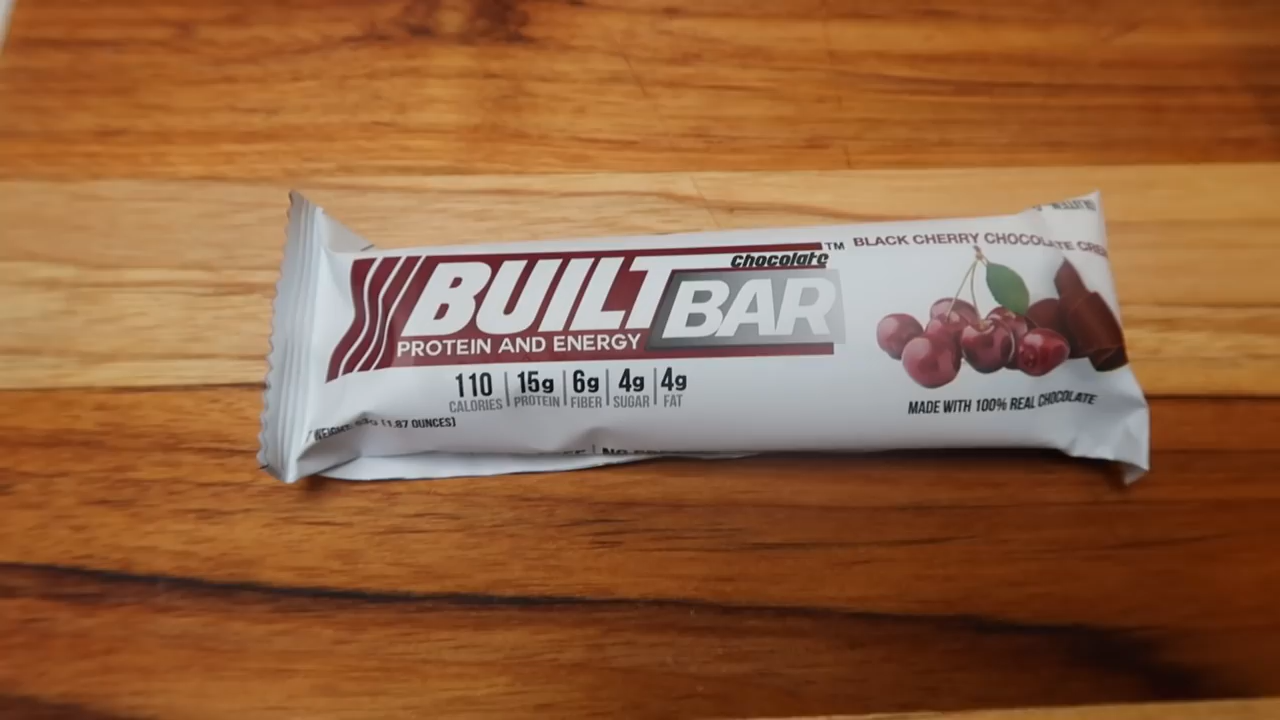 BUILT BAR
chocolate
TM
PROTEIN AND ENERGY
BLACK CHERRY CHOCOLATE
110 CALORIES
15g PROTEIN
6g FIBER
4g SUGAR
4g FAT
[1.87 OUNCES]
MADE WITH 100% REAL CHOCOLATE